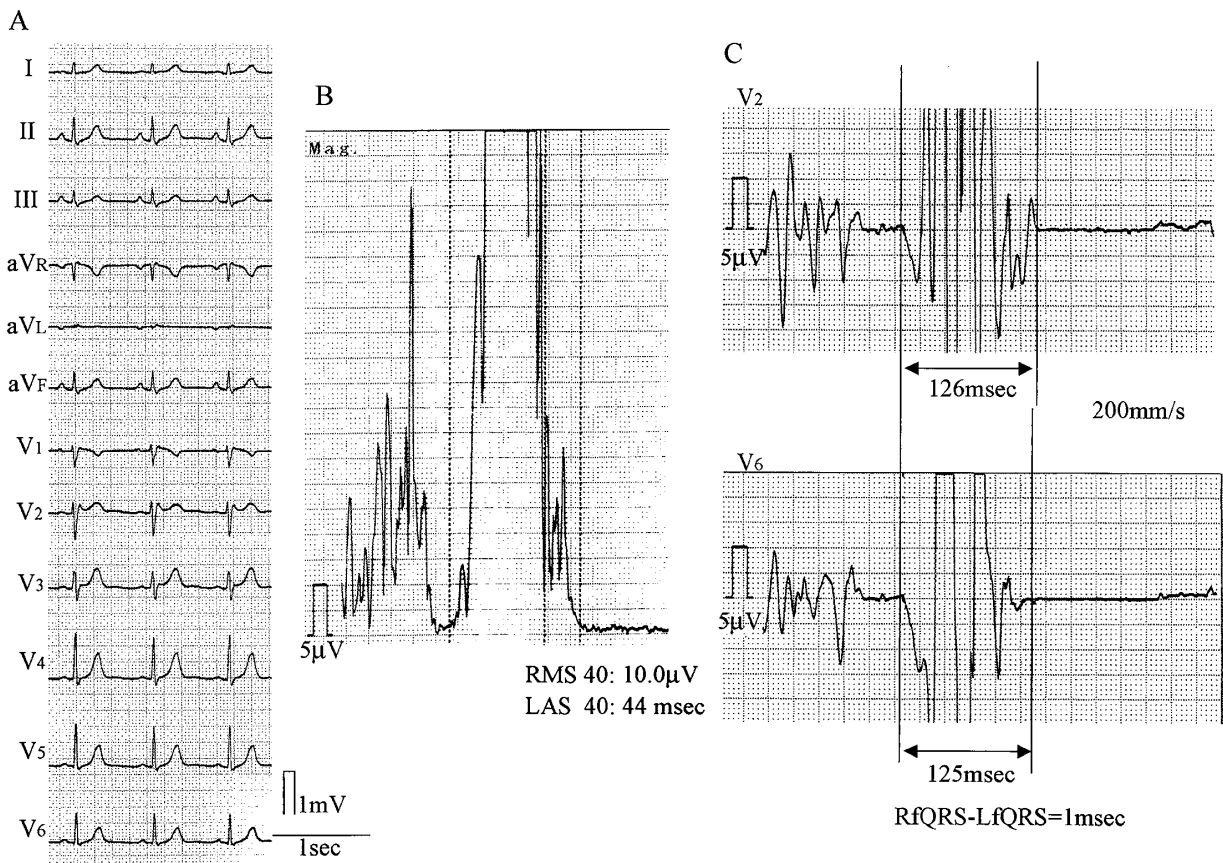 A
I
II
III
aVR
aVL
aVF
V1
V2
V3
V4
V5
V6
1mV
1sec
B
Mag.
5μV
RMS 40: 10.0μV
LAS 40: 44 msec
C
V2
5μV
126msec
200mm/s
V6
5μV
125msec
RfQRS-LfQRS=1msec